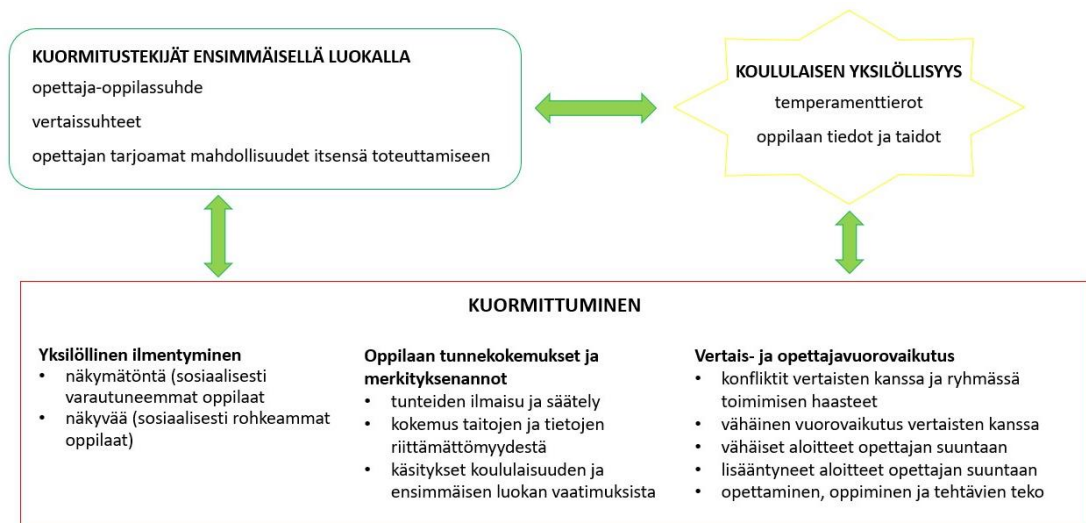 KUORMITUSTEKIJÄT ENSIMMÄISELLÄ LUOKALLA
opettaja-oppilassuhde
vertaissuhteet
opettajan tarjoamat mahdollisuudet itsensä toteuttamiseen
KOULULAISEN YKSILÖLLISYYS
temperamenttierot
oppilaan tiedot ja taidot
KUORMITTUMINEN
Yksilöllinen ilmentyminen
• näkymätöntä (sosiaalisesti
varautuneemmat oppilaat
• näkyvää (sosiaalisesti rohkeammat
oppilaat)
Oppilaan tunnekokemukset ja
merkityksenannot
• tunteiden ilmaisu ja säätely
• kokemus taitojen ja tietojen
riittämättömyydestä
• käsitykset koululaisuuden ja
ensimmäisen luokan vaatimuksista
Vertais- ja opettajavuorovaikutus
• konfliktit vertaisten kanssa ja ryhmässä
toimimisen haasteet
• vähäinen vuorovaikutus vertaisten kanssa
• vähäiset aloitteet opettajan suuntaan
• lisääntyneet aloitteet opettajan suuntaan
• opettaminen, oppiminen ja tehtävien teko